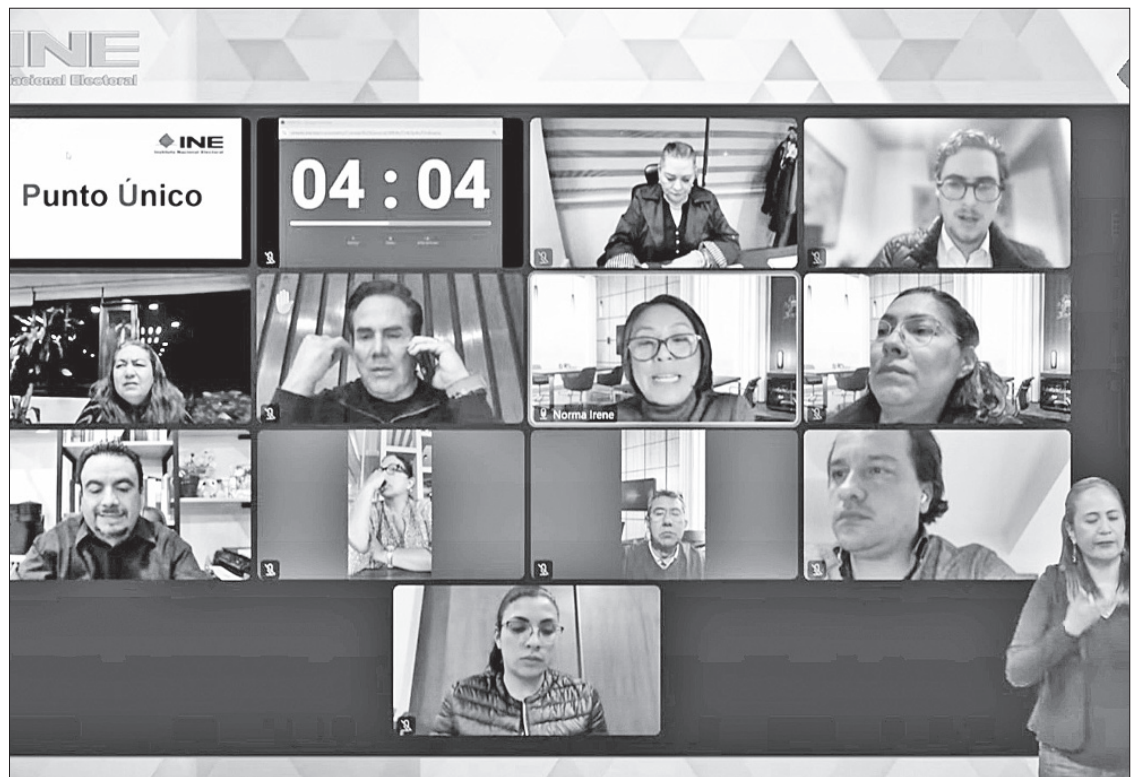 INE
acional Electoral
INE
Instituto Nacional Electoral
Punto Único
04 : 04
Norma Irene